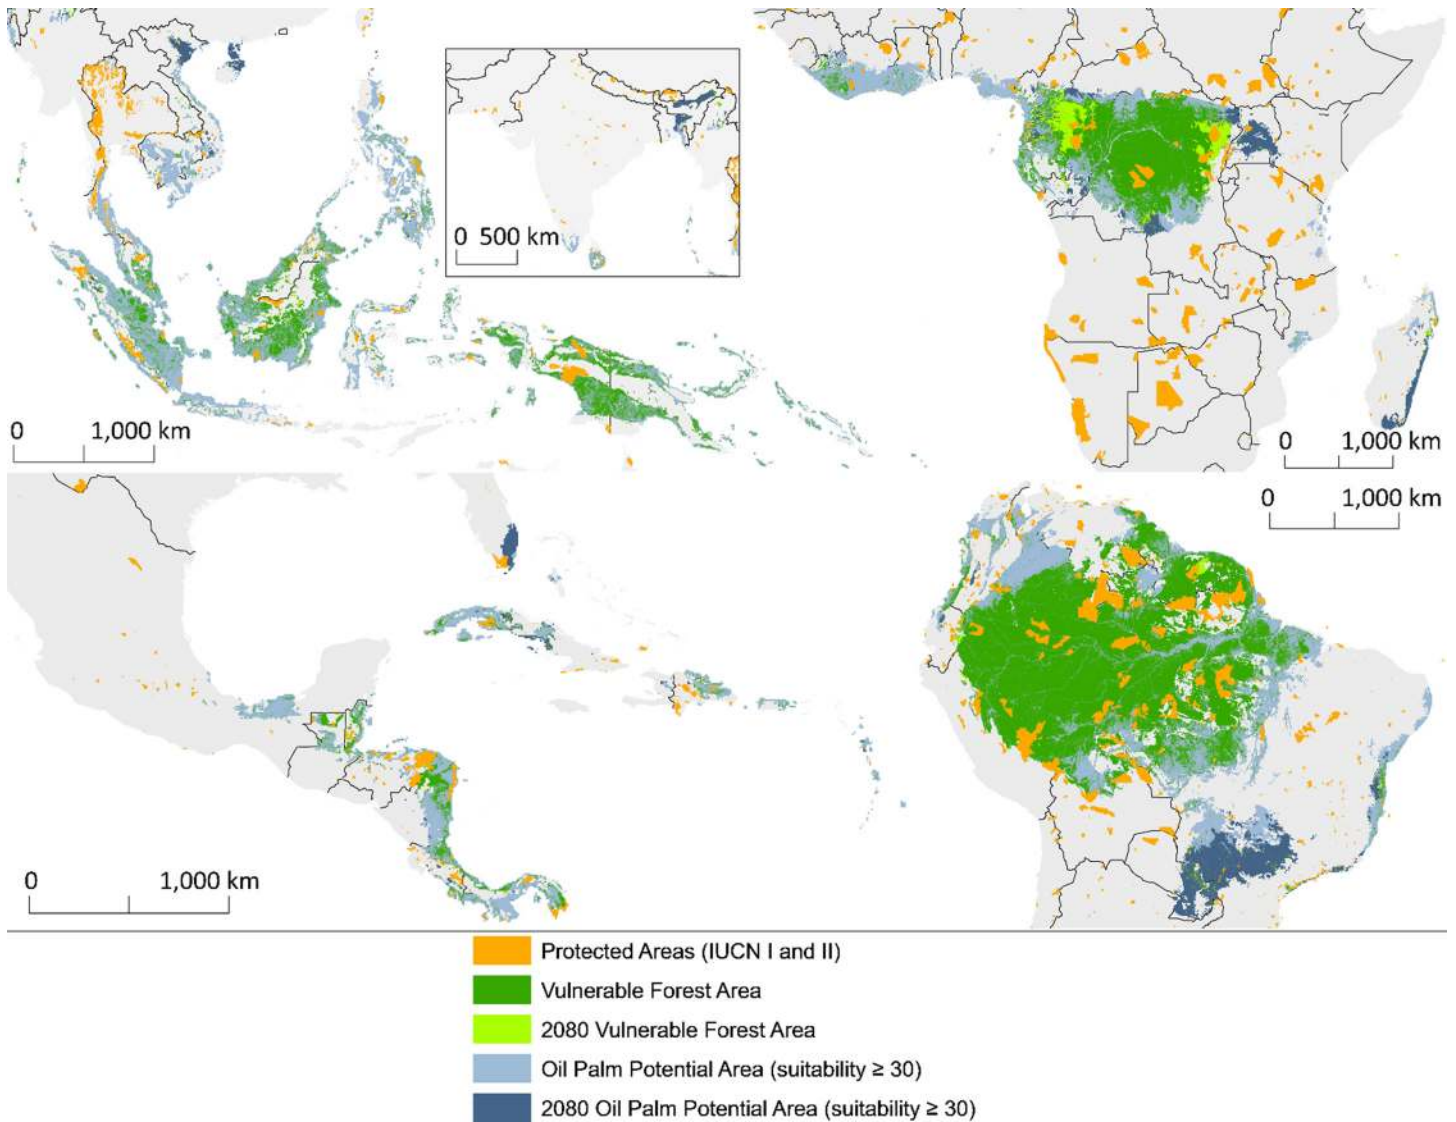 0 500 km
0 1,000 km
0 1,000 km
0 1,000 km
0 1,000 km
Protected Areas (IUCN I and II)
Vulnerable Forest Area
2080 Vulnerable Forest Area
Oil Palm Potential Area (suitability ≥ 30)
2080 Oil Palm Potential Area (suitability ≥ 30)